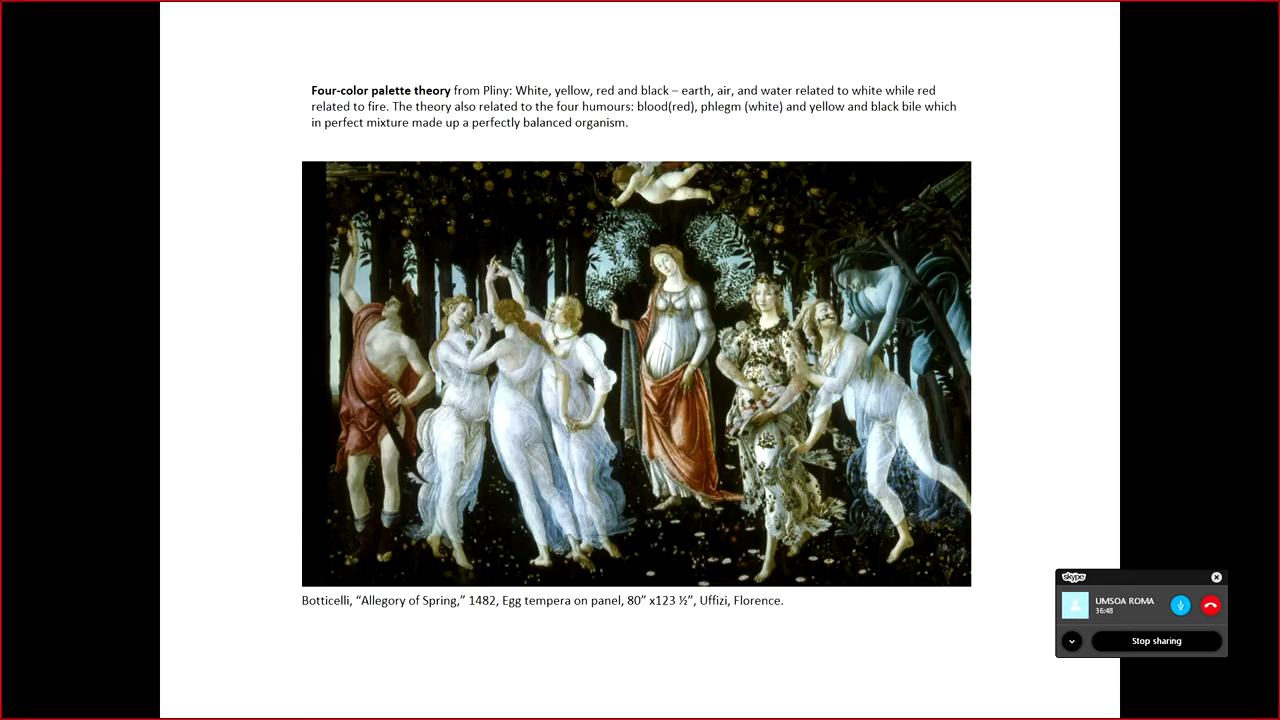 Four-color palette theory from Pliny: White, yellow, red and black – earth, air, and water related to white while red
related to fire. The theory also related to the four humours: blood(red), phlegm (white) and yellow and black bile which
in perfect mixture made up a perfectly balanced organism.
Botticelli, “Allegory of Spring,” 1482, Egg tempera on panel, 80” x123 ½”, Uffizi, Florence.
skype
UMSOA ROMA
36:48
Stop sharing